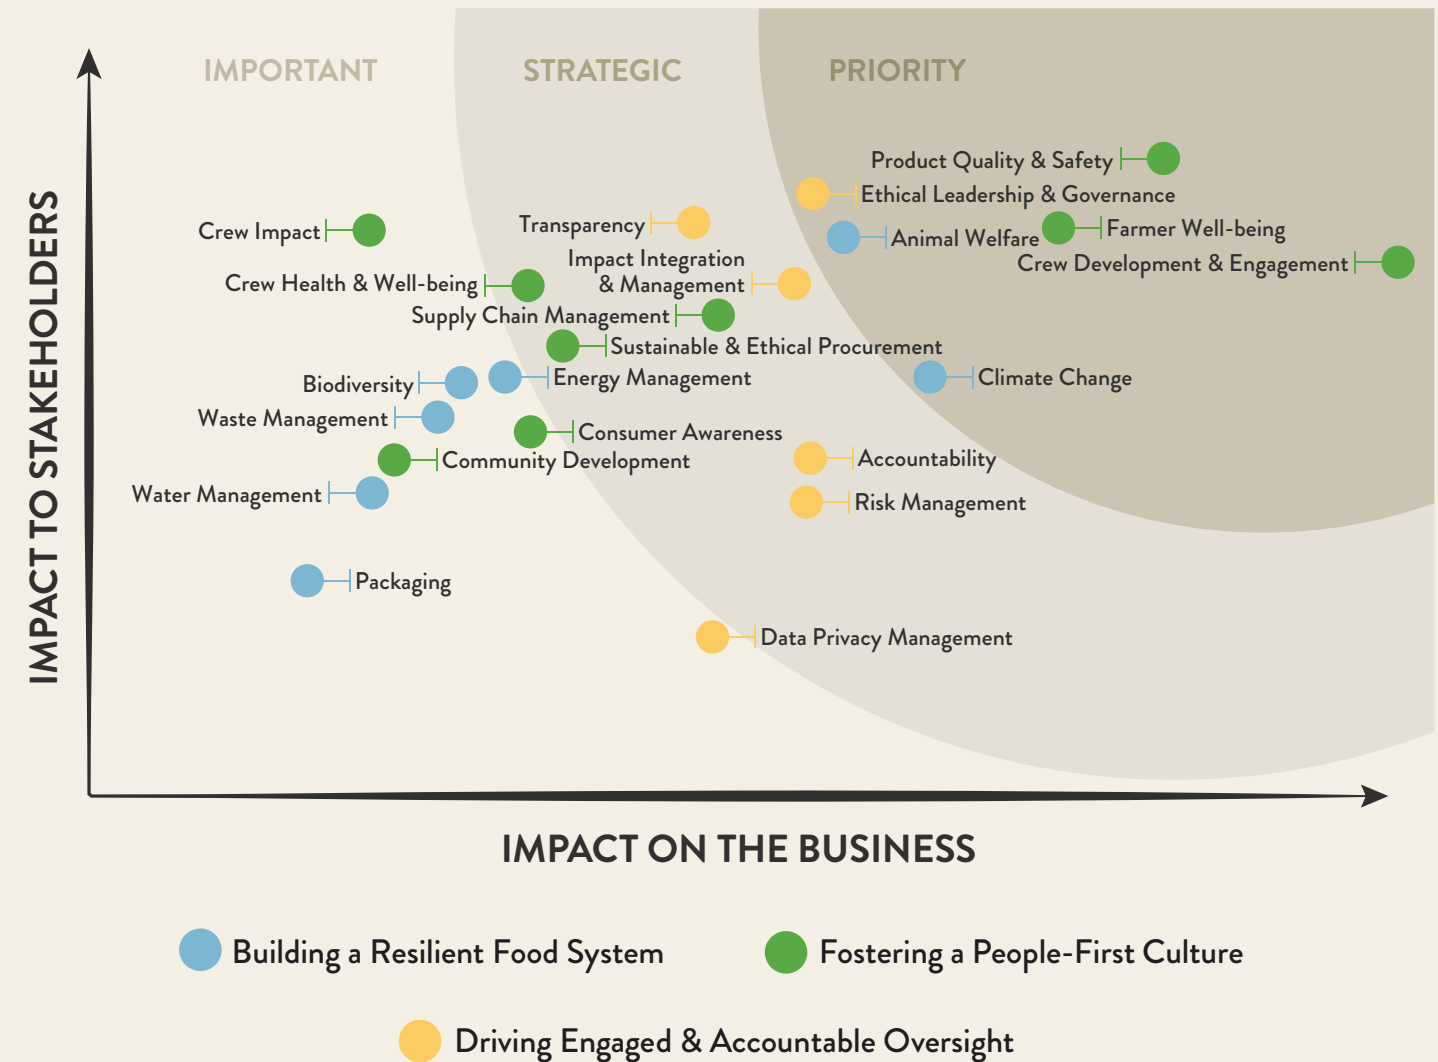 IMPORTANT
STRATEGIC
PRIORITY
Product Quality & Safety
Ethical Leadership & Governance
Crew Impact
Transparency
Animal Welfare
Farmer Well-being
Impact Integration
& Management
Crew Development & Engagement
Crew Health & Well-being
Supply Chain Management
Sustainable & Ethical Procurement
Biodiversity
Energy Management
Climate Change
Waste Management
Consumer Awareness
Community Development
Accountability
Water Management
Risk Management
Packaging
Data Privacy Management
IMPACT TO STAKEHOLDERS
IMPACT ON THE BUSINESS
Building a Resilient Food System
Fostering a People-First Culture
Driving Engaged & Accountable Oversight